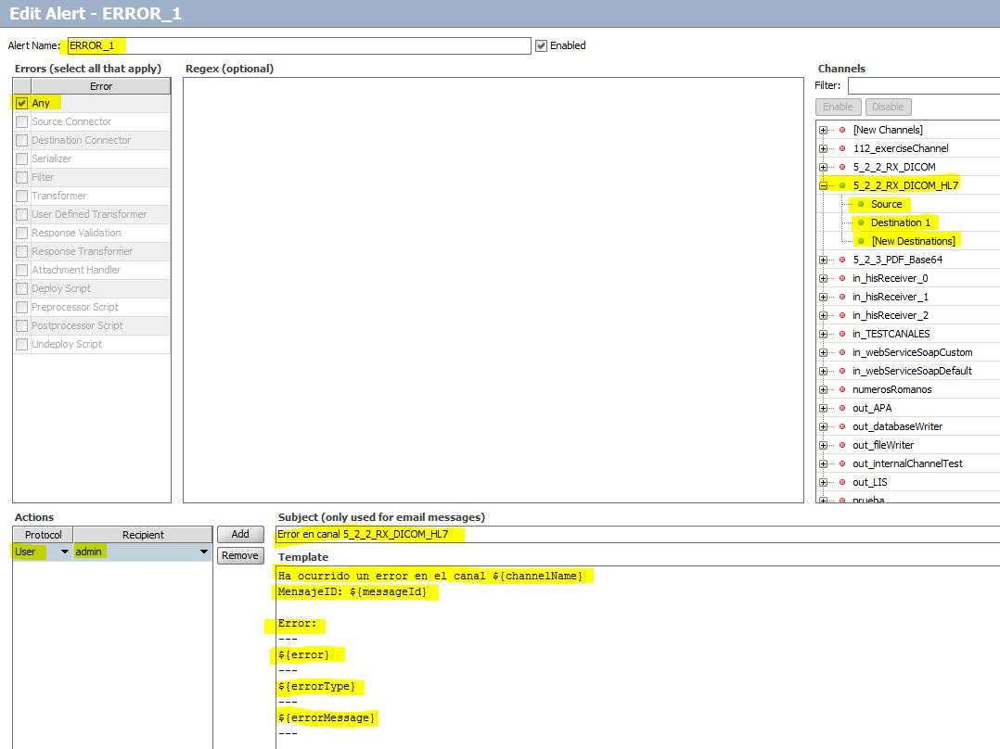 Edit Alert - ERROR_1
Alert Name: ERROR_1 Enabled
Errors (select all that apply)
Error
Any
Source Connector
Destination Connector
Serializer
Filter
Transformer
User Defined Transformer
Response Validation
Response Transformer
Attachment Handler
Deploy Script
Preprocessor Script
Postprocessor Script
Undeploy Script
Regex (optional)
Channels
Filter:
Enable Disable
[New Channels]
112_exerciseChannel
5_2_2_RX_DICOM
5_2_2_RX_DICOM_HL7
Source
Destination 1
[New Destinations]
5_2_3_PDF_Base64
in_hisReceiver_0
in_hisReceiver_1
in_hisReceiver_2
in_TESTCANALES
in_webServiceSoapCustom
in_webServiceSoapDefault
numerosRomanos
out_APA
out_databaseWriter
out_fileWriter
out_internalChannelTest
out_LIS
prueba
Actions
Protocol Recipient
User admin
Add
Remove
Subject (only used for email messages)
Error en canal 5_2_2_RX_DICOM_HL7
Template
Ha ocurrido un error en el canal ${channelName}
MensajeID: ${messageId}
Error:
---
${error}
---
${errorType}
---
${errorMessage}
---